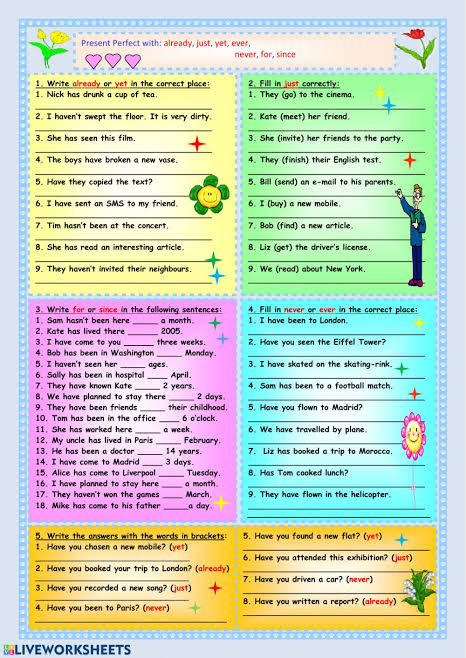 Present Perfect with: already, just, yet, ever,
never, for, since
1. Write already or yet in the correct place:
1. Nick has drunk a cup of tea.
2. I haven't swept the floor. It is very dirty.
3. She has seen this film.
4. The boys have broken a new vase.
5. Have they copied the text?
6. I have sent an SMS to my friend.
7. Tim hasn't been at the concert.
8. She has read an interesting article.
9. They haven't invited their neighbours.
2. Fill in just correctly:
1. They (go) to the cinema.
2. Kate (meet) her friend.
3. She (invite) her friends to the party.
4. They (finish) their English test.
5. Bill (send) an e-mail to his parents.
6. I (buy) a new mobile.
7. Bob (find) a new article.
8. Liz (get) the driver's license.
9. We (read) about New York.
3. Write for or since in the following sentences:
1. Sam hasn't been here _____ a month.
2. Kate has lived there ______ 2005.
3. I have come to you ______ three weeks.
4. Bob has been in Washington _____ Monday.
5. I haven't seen her _____ ages.
6. Sally has been in hospital _____ April.
7. They have known Kate _____ 2 years.
8. We have planned to stay there _____ 2 days.
9. They have been friends _____ their childhood.
10. Tom has been in the office _____ 6 o'clock.
11. She has worked here _____ a week.
12. My uncle has lived in Paris _____ February.
13. He has been a doctor _____ 14 years.
14. I have come to Madrid _____ 3 days.
15. Alice has come to Liverpool _____ Tuesday.
16. I have planned to stay here _____ a month.
17. They haven't won the games _____ March.
18. Mike has come to his father _____a day.
4. Fill in never or ever in the correct place:
1. I have been to London.
2. Have you seen the Eiffel Tower?
3. I have skated on the skating-rink.
4. Sam has been to a football match.
5. Have you flown to Madrid?
6. We have travelled by plane.
7. Liz has booked a trip to Morocco.
8. Has Tom cooked lunch?
9. They have flown in the helicopter.
5. Write the answers with the words in brackets:
1. Have you chosen a new mobile? (yet)
2. Have you booked your trip to London? (already)
3. Have you recorded a new song? (just)
4. Have you been to Paris? (never)
5. Have you found a new flat? (yet)
6. Have you attended this exhibition? (just)
7. Have you driven a car? (never)
8. Have you written a report? (already)
LIVEWORKSHEETS